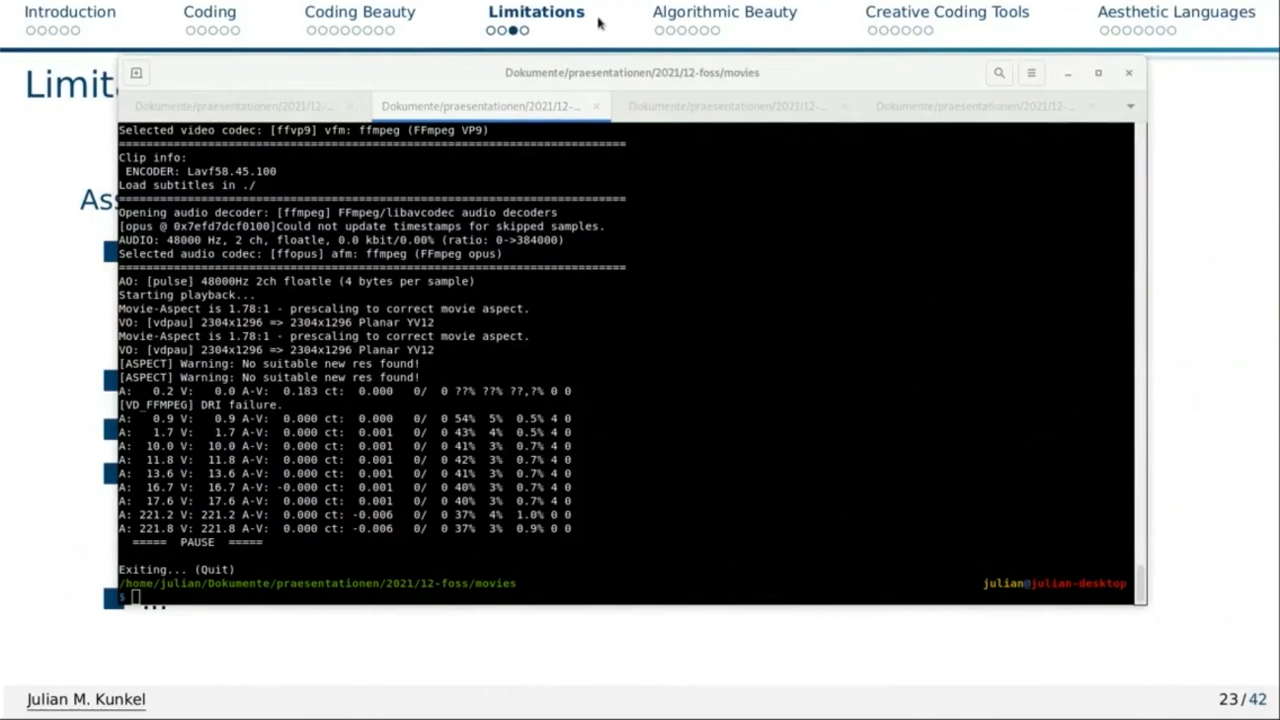 Introduction Coding Coding Beauty Limitations Algorithmic Beauty Creative Coding Tools Aesthetic Languages
Limit
Dokumente/praesentationen/2021/12-foss/movies
Dokumente/praesentationen/2021/12-... Dokumente/praesentationen/2021/12-... Dokumente/praesentationen/2021/12-... Dokumente/praesentationen/2021/12-...
Selected video codec: [ffvp9] vfm: ffmpeg (FFmpeg VP9)
==========================================================================
Clip info:
ENCODER: Lavf58.45.100
Load subtitles in ./
==========================================================================
Ass
Opening audio decoder: [ffmpeg] FFmpeg/libavcodec audio decoders
[opus @ 0x7efd7dcf0100]Could not update timestamps for skipped samples.
AUDIO: 48000 Hz, 2 ch, floatle, 0.0 kbit/0.00% (ratio: 0->384000)
Selected audio codec: [ffopus] afm: ffmpeg (FFmpeg opus)
==========================================================================
AO: [pulse] 48000Hz 2ch floatle (4 bytes per sample)
Starting playback...
Movie-Aspect is 1.78:1 - prescaling to correct movie aspect.
VO: [vdpau] 2304x1296 => 2304x1296 Planar YV12
Movie-Aspect is 1.78:1 - prescaling to correct movie aspect.
VO: [vdpau] 2304x1296 => 2304x1296 Planar YV12
[ASPECT] Warning: No suitable new res found!
[ASPECT] Warning: No suitable new res found!
A: 0.2 V: 0.0 A-V: 0.183 ct: 0.000 0/ 0 ??% ??% ??,?% 0 0
[VD_FFMPEG] DRI failure.
A: 0.9 V: 0.9 A-V: 0.000 ct: 0.000 0/ 0 54% 5% 0.5% 4 0
A: 1.7 V: 1.7 A-V: 0.000 ct: 0.001 0/ 0 43% 4% 0.5% 4 0
A: 10.0 V: 10.0 A-V: 0.000 ct: 0.001 0/ 0 41% 3% 0.7% 4 0
A: 11.8 V: 11.8 A-V: 0.000 ct: 0.001 0/ 0 42% 3% 0.7% 4 0
A: 13.6 V: 13.6 A-V: 0.000 ct: 0.001 0/ 0 41% 3% 0.7% 4 0
A: 16.7 V: 16.7 A-V: -0.000 ct: 0.001 0/ 0 40% 3% 0.7% 4 0
A: 17.6 V: 17.6 A-V: 0.000 ct: 0.001 0/ 0 40% 3% 0.7% 4 0
A: 221.2 V: 221.2 A-V: 0.000 ct: -0.006 0/ 0 37% 4% 1.0% 0 0
A: 221.8 V: 221.8 A-V: 0.000 ct: -0.006 0/ 0 37% 3% 0.9% 0 0
===== PAUSE =====
Exiting... (Quit)
/home/julian/Dokumente/praesentationen/2021/12-foss/movies julian@julian-desktop
$
...
Julian M. Kunkel 23/42